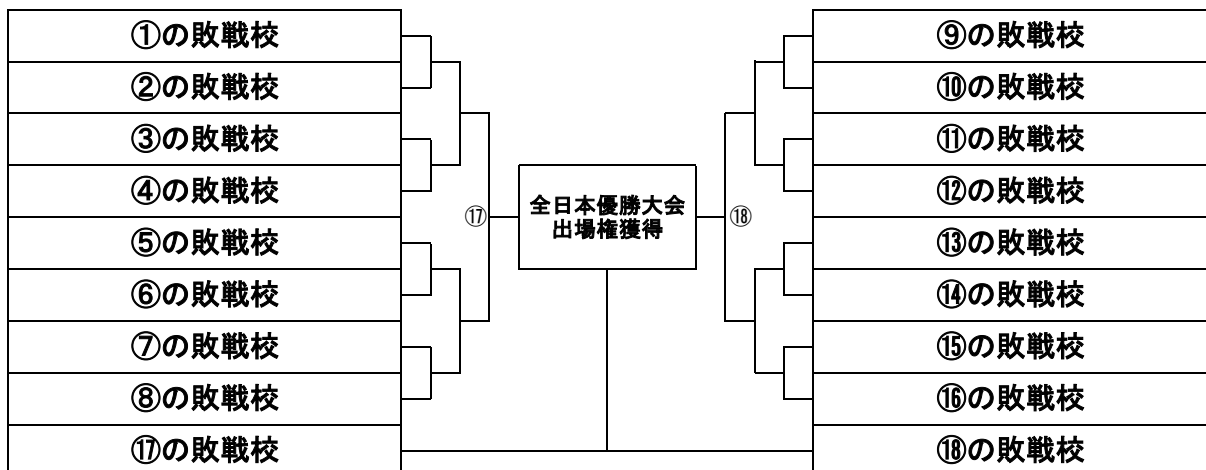 ①の敗戦校
②の敗戦校
③の敗戦校
④の敗戦校
⑤の敗戦校
⑥の敗戦校
⑦の敗戦校
⑧の敗戦校
⑰の敗戦校
⑰
全日本優勝大会
出場権獲得
⑱
⑨の敗戦校
⑩の敗戦校
⑪の敗戦校
⑫の敗戦校
⑬の敗戦校
⑭の敗戦校
⑮の敗戦校
⑯の敗戦校
⑱の敗戦校